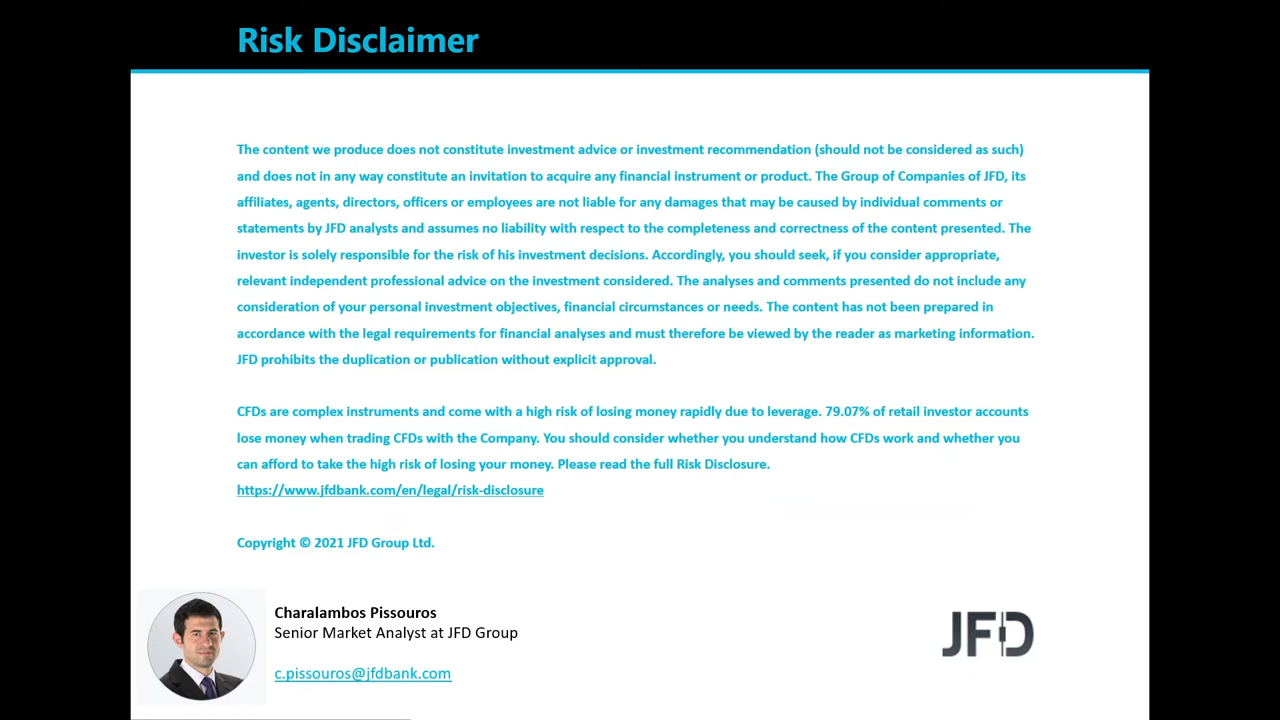 Risk Disclaimer
The content we produce does not constitute investment advice or investment recommendation (should not be considered as such)
and does not in any way constitute an invitation to acquire any financial instrument or product. The Group of Companies of JFD, its
affiliates, agents, directors, officers or employees are not liable for any damages that may be caused by individual comments or
statements by JFD analysts and assumes no liability with respect to the completeness and correctness of the content presented. The
investor is solely responsible for the risk of his investment decisions. Accordingly, you should seek, if you consider appropriate,
relevant independent professional advice on the investment considered. The analyses and comments presented do not include any
consideration of your personal investment objectives, financial circumstances or needs. The content has not been prepared in
accordance with the legal requirements for financial analyses and must therefore be viewed by the reader as marketing information.
JFD prohibits the duplication or publication without explicit approval.
CFDs are complex instruments and come with a high risk of losing money rapidly due to leverage. 79.07% of retail investor accounts
lose money when trading CFDs with the Company. You should consider whether you understand how CFDs work and whether you
can afford to take the high risk of losing your money. Please read the full Risk Disclosure.
https://www.jfdbank.com/en/legal/risk-disclosure
Copyright © 2021 JFD Group Ltd.
Charalambos Pissouros
Senior Market Analyst at JFD Group
c.pissouros@jfdbank.com
JFD